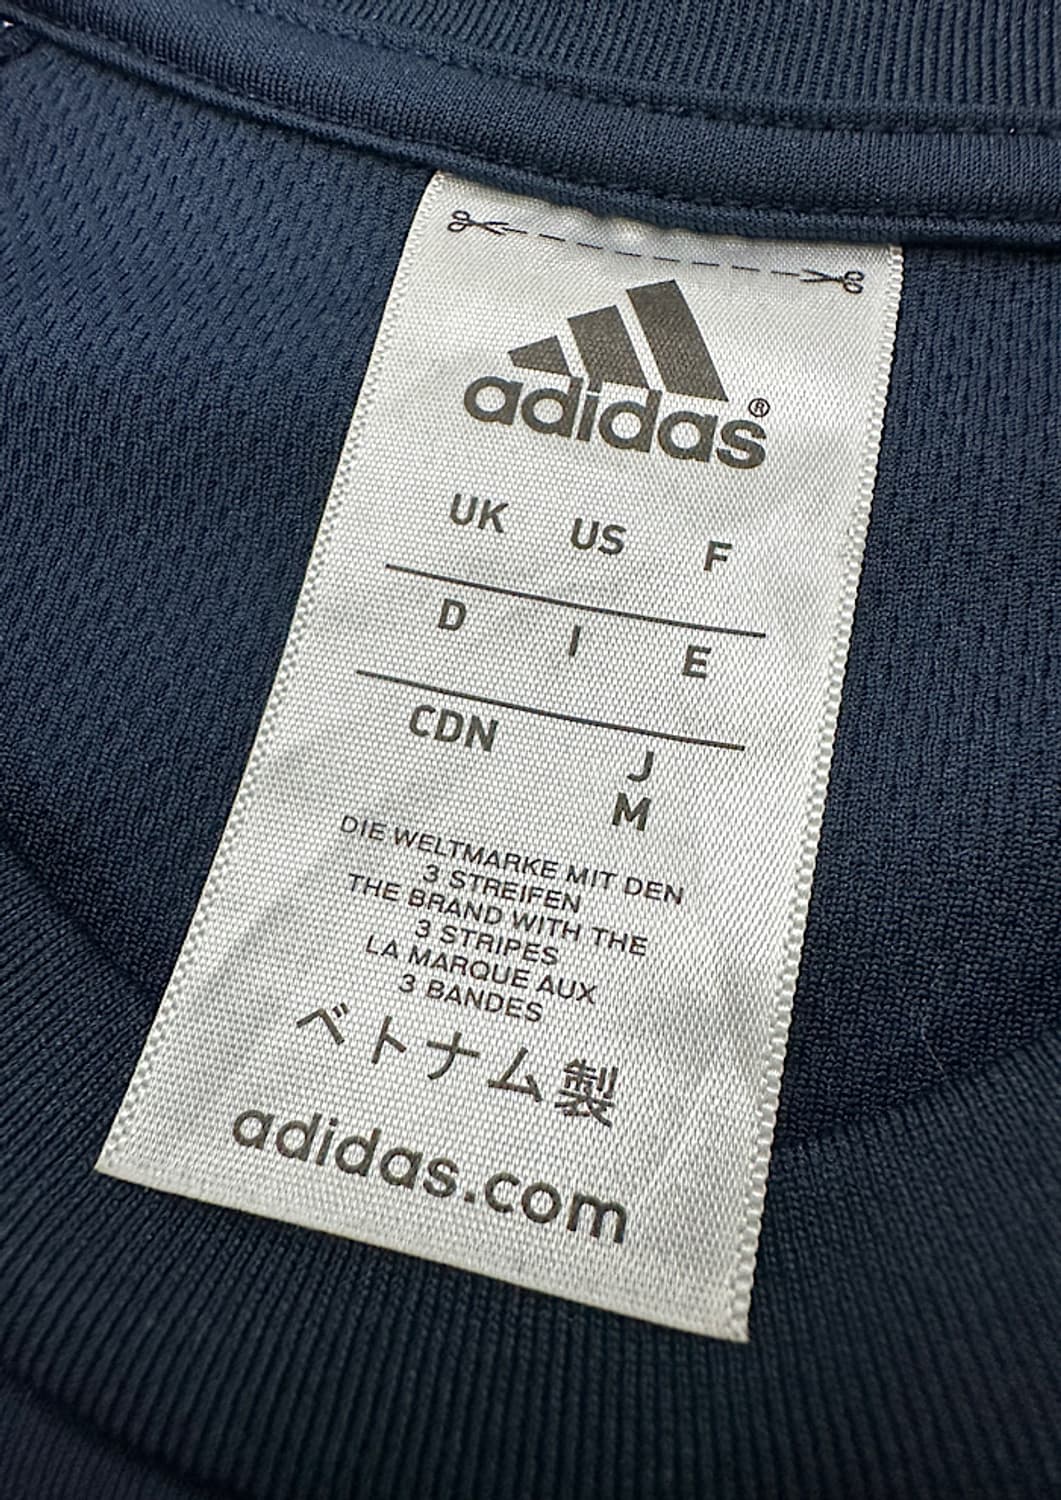 adidas®
UK US F
D I E
CDN J
M
DIE WELTMARKE MIT DEN
3 STREIFEN
THE BRAND WITH THE
3 STRIPES
LA MARQUE AUX
3 BANDES
ベトナム製
adidas.com